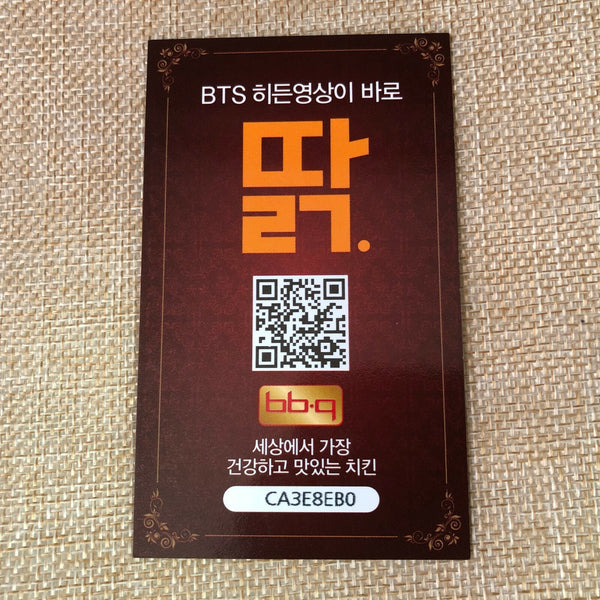 BTS 히든영상이 바로
딹.
bb·q
세상에서 가장
건강하고 맛있는 치킨
CA3E8EB0